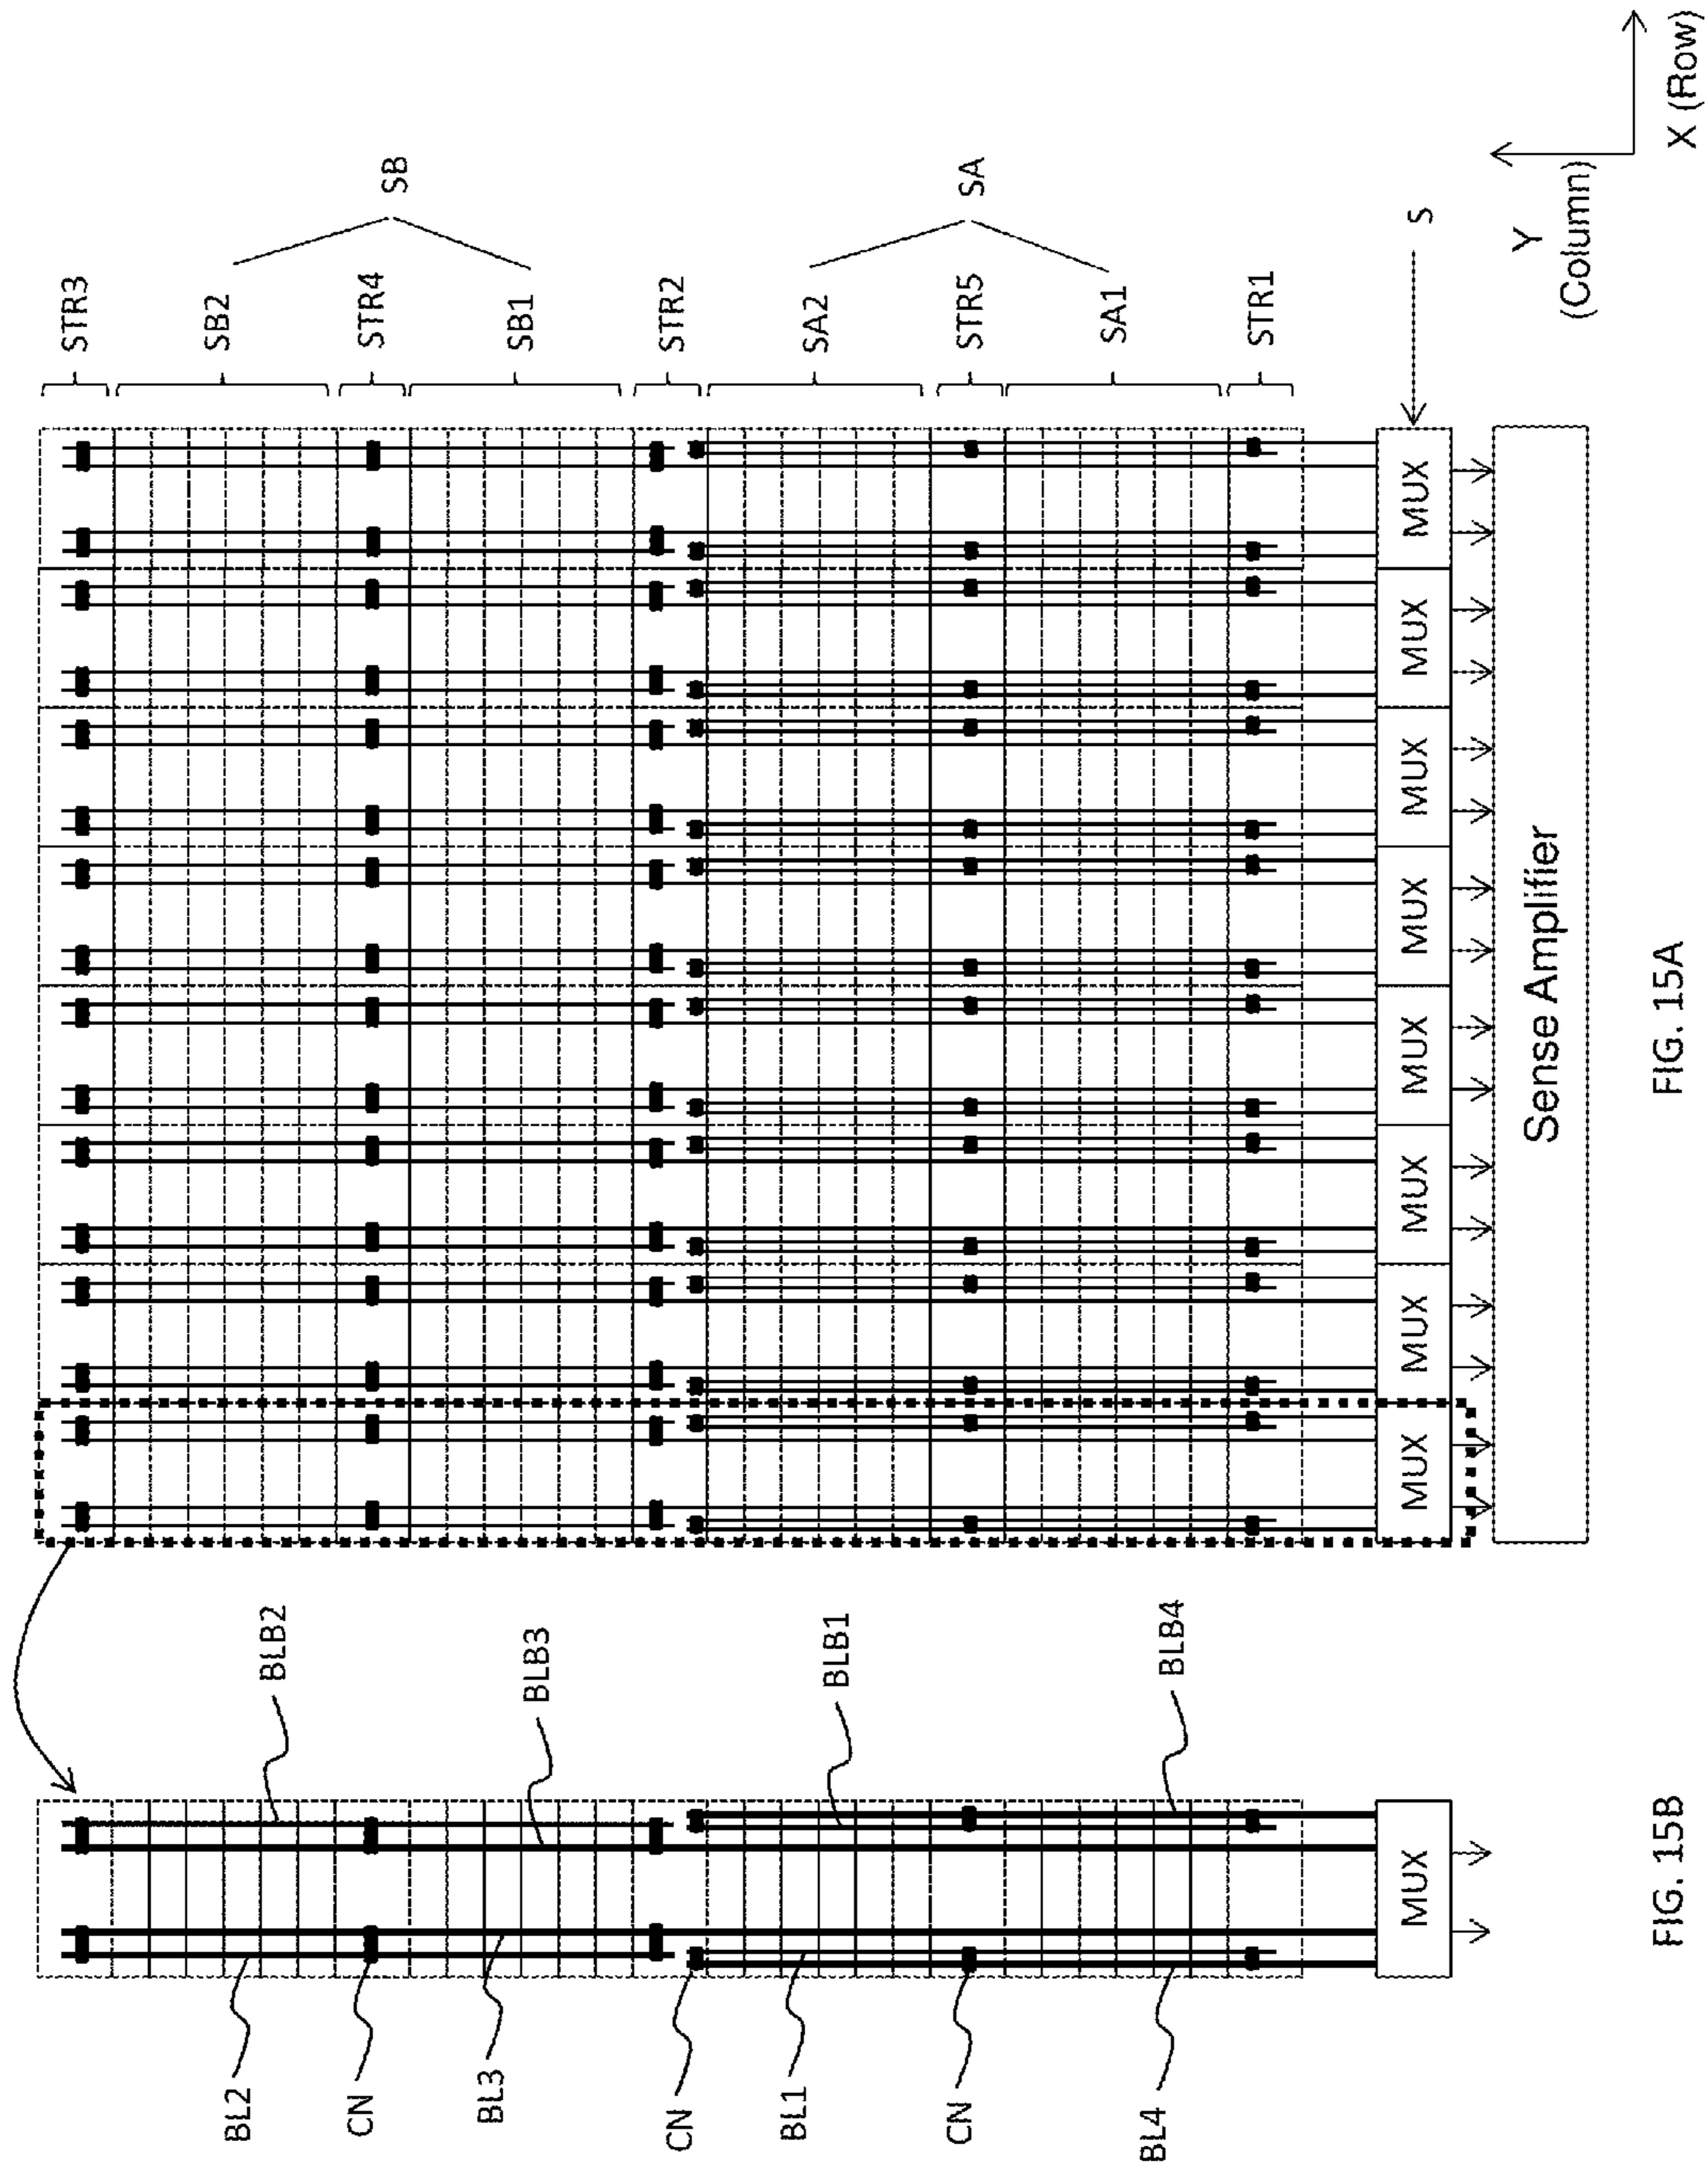 STR3
SB2
STR4
SB1
STR2
SA2
STR5
SA1
STR1
SB
SA
S
Y
(Column)
X (Row)
MUX
MUX
MUX
MUX
MUX
MUX
MUX
MUX
Sense Amplifier
FIG. 15A
BLB2
BLB3
BLB1
BLB4
BL2
CN
BL3
CN
BL1
CN
BL4
MUX
FIG. 15B